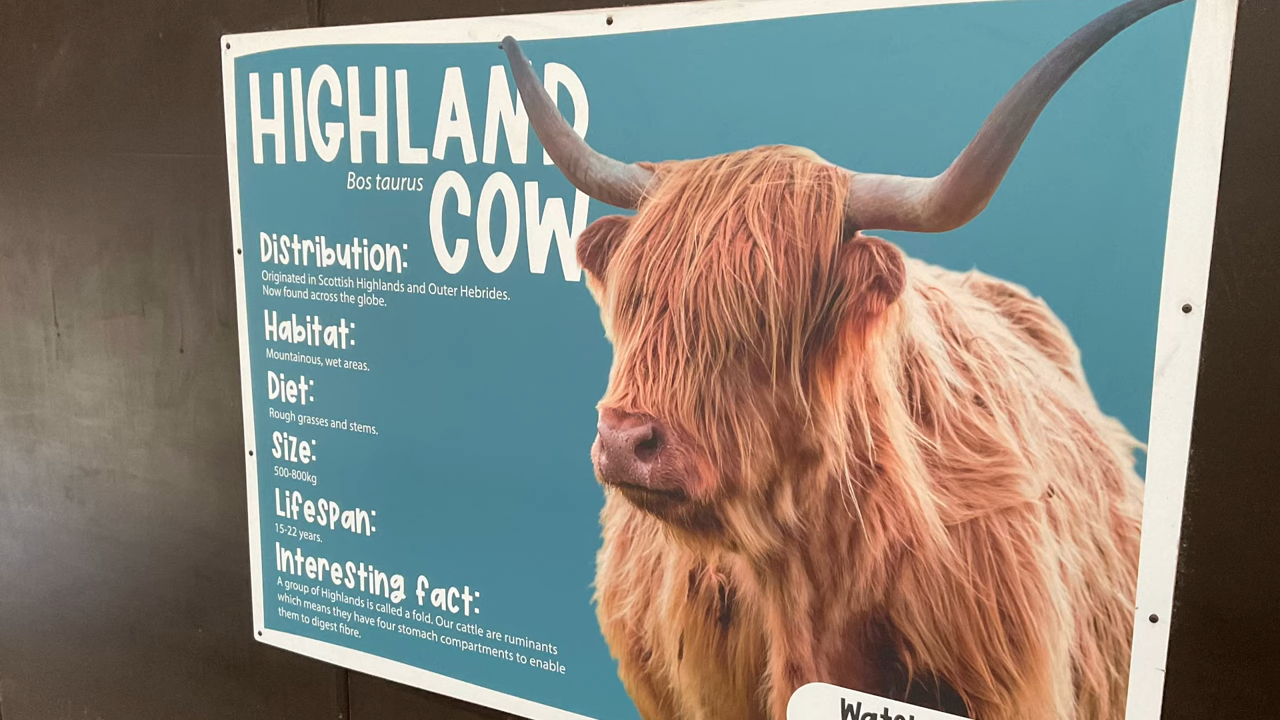 HIGHLAND
Bos taurus
COW
Distribution:
Originated in Scottish Highlands and Outer Hebrides.
Now found across the globe.
Habitat:
Mountainous, wet areas.
Diet:
Rough grasses and stems.
Size:
500-800kg
Lifespan:
15-22 years.
Interesting fact:
A group of Highlands is called a fold. Our cattle are ruminants
which means they have four stomach compartments to enable
them to digest fibre.